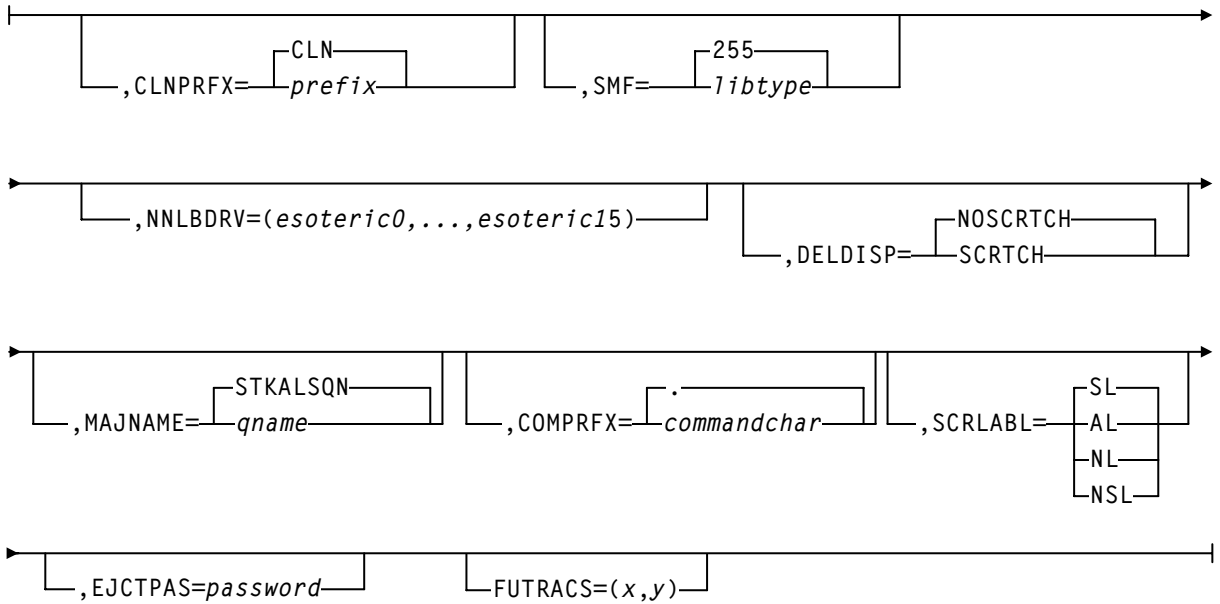 CLN
,CLNPRFX= prefix
255
,SMF= libtype
,NNLBDRV=(esoteric0,...,esoteric15)
NOSCRTCH
,DELDISP= SCRTCH
STKALSQN
,MAJNAME= qname
.
,COMPRFX= commandchar
SL
,SCRLABL= AL
NL
NSL
,EJCTPAS=password
FUTRACS=(x,y)